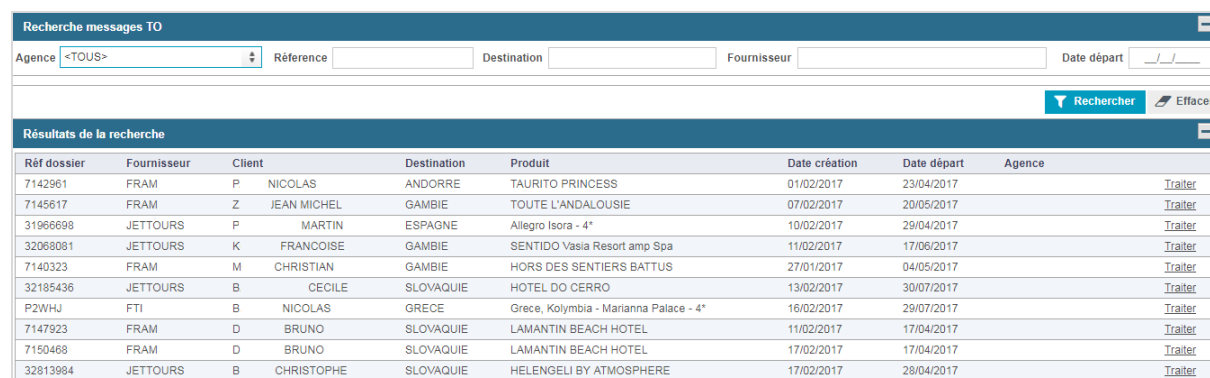 Recherche messages TO
Agence <TOUS> Réference Destination Fournisseur Date départ __/__/____
Rechercher Efface
Résultats de la recherche
Réf dossier Fournisseur Client Destination Produit Date création Date départ Agence
7142961 FRAM P. NICOLAS ANDORRE TAURITO PRINCESS 01/02/2017 23/04/2017 Traiter
7145617 FRAM Z JEAN MICHEL GAMBIE TOUTE L'ANDALOUSIE 07/02/2017 20/05/2017 Traiter
31966698 JETTOURS P MARTIN ESPAGNE Allegro Isora - 4* 10/02/2017 29/04/2017 Traiter
32068081 JETTOURS K FRANCOISE GAMBIE SENTIDO Vasia Resort amp Spa 11/02/2017 17/06/2017 Traiter
7140323 FRAM M CHRISTIAN GAMBIE HORS DES SENTIERS BATTUS 27/01/2017 04/05/2017 Traiter
32185436 JETTOURS B. CECILE SLOVAQUIE HOTEL DO CERRO 13/02/2017 30/07/2017 Traiter
P2WHJ FTI B NICOLAS GRECE Grece, Kolymbia - Marianna Palace - 4* 16/02/2017 29/07/2017 Traiter
7147923 FRAM D BRUNO SLOVAQUIE LAMANTIN BEACH HOTEL 11/02/2017 17/04/2017 Traiter
7150468 FRAM D BRUNO SLOVAQUIE LAMANTIN BEACH HOTEL 17/02/2017 17/04/2017 Traiter
32813984 JETTOURS B CHRISTOPHE SLOVAQUIE HELENGELI BY ATMOSPHERE 17/02/2017 28/04/2017 Traiter